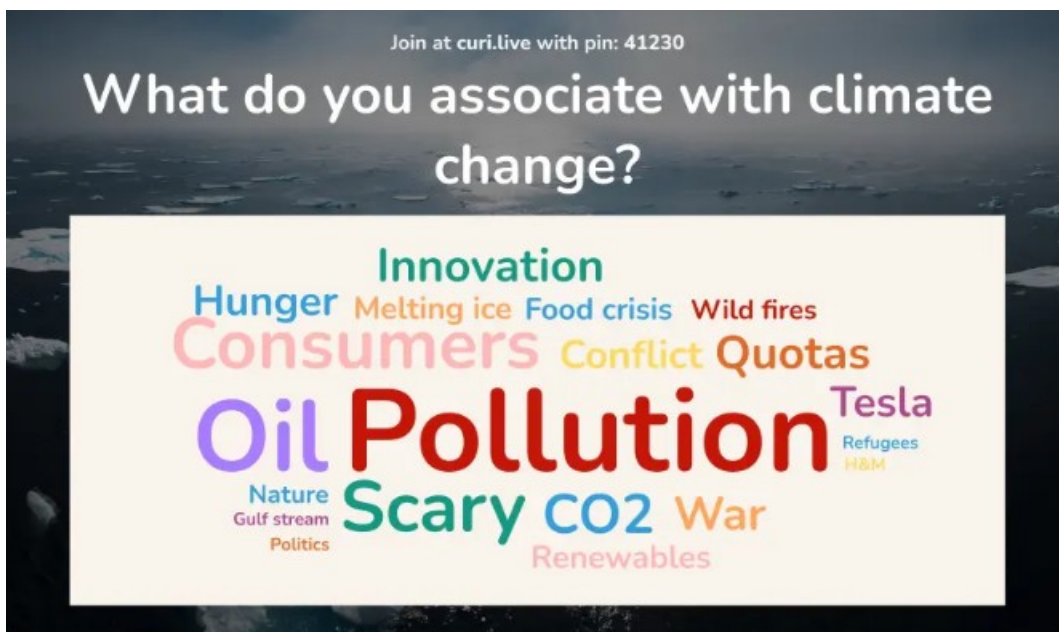 Join at curi.live with pin: 41230
What do you associate with climate
change?
Innovation
Hunger Melting ice Food crisis Wild fires
Consumers Conflict Quotas
Oil Pollution Tesla
Refugees
H&M
Nature Scary CO2 War
Gulf stream
Politics Renewables